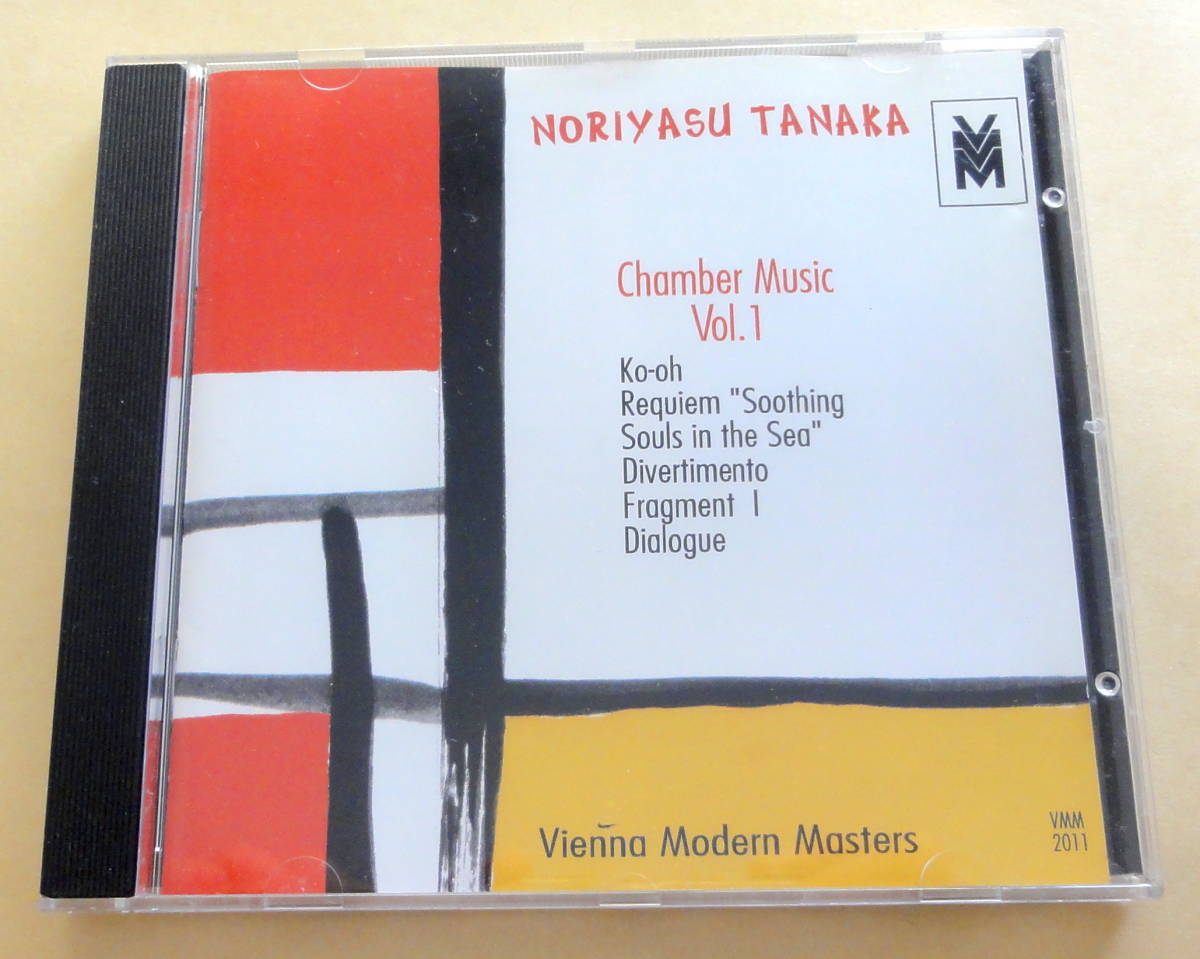 NORIYASU TANAKA
VMM
Chamber Music
Vol.1
Ko-oh
Requiem "Soothing
Souls in the Sea"
Divertimento
Fragment I
Dialogue
Vienna Modern Masters
VMM
2011